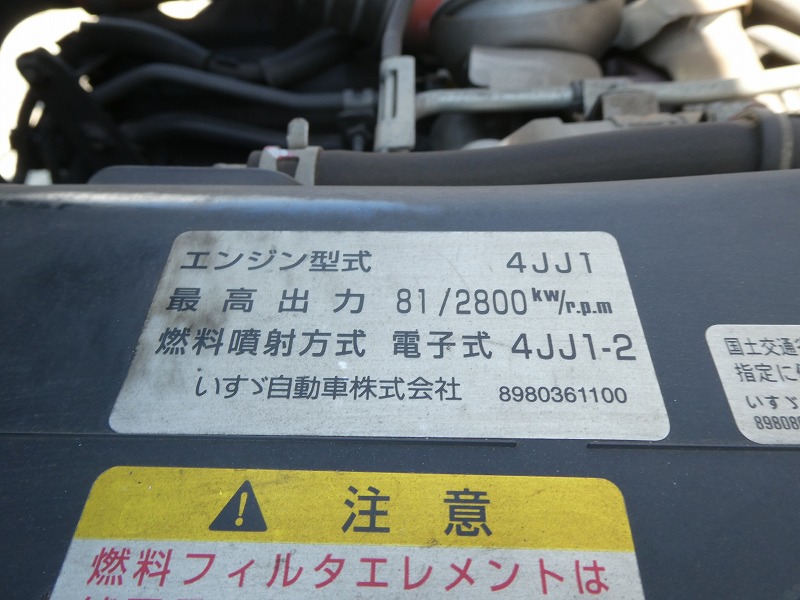 エンジン型式 4JJ1
最高出力 81/2800kw/r.p.m
燃料噴射方式 電子式 4JJ1-2
いすゞ自動車株式会社 8980361100
国土交通
指定に
いすゞ
898080
⚠ 注意
燃料フィルタエレメントは